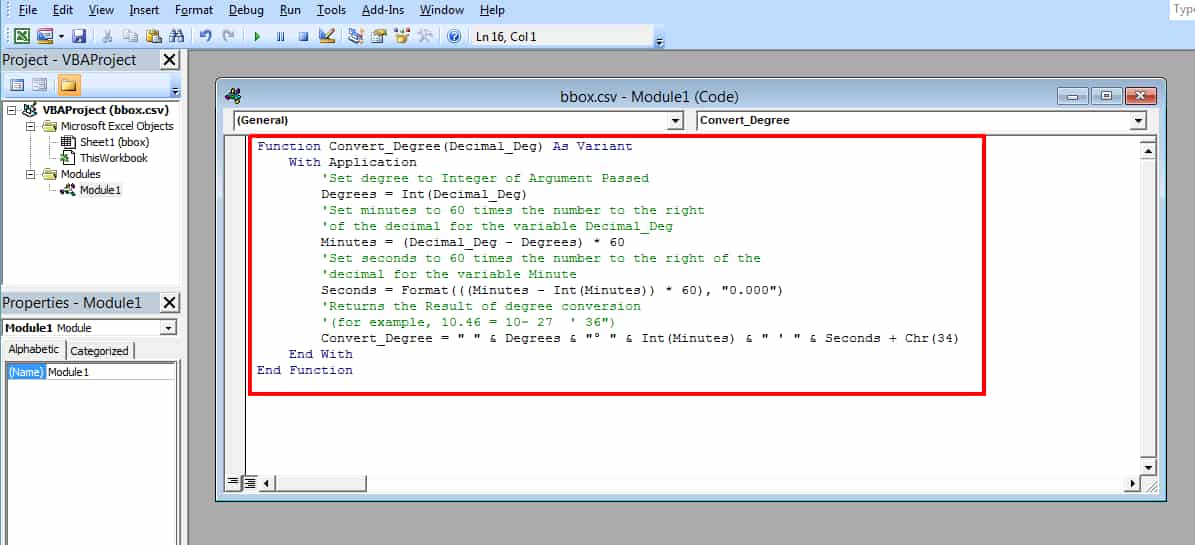 File Edit View Insert Format Debug Run Tools Add-Ins Window Help
Type
Ln 16, Col 1
Project - VBAProject
VBAProject (bbox.csv)
Microsoft Excel Objects
Sheet1 (bbox)
ThisWorkbook
Modules
Module1
Properties - Module1
Module1 Module
Alphabetic Categorized
(Name) Module1
bbox.csv - Module1 (Code)
(General) Convert_Degree
Function Convert_Degree(Decimal_Deg) As Variant
    With Application
        'Set degree to Integer of Argument Passed
        Degrees = Int(Decimal_Deg)
        'Set minutes to 60 times the number to the right
        'of the decimal for the variable Decimal_Deg
        Minutes = (Decimal_Deg - Degrees) * 60
        'Set seconds to 60 times the number to the right of the
        'decimal for the variable Minute
        Seconds = Format(((Minutes - Int(Minutes)) * 60), "0.000")
        'Returns the Result of degree conversion
        '(for example, 10.46 = 10- 27  ' 36")
        Convert_Degree = " " & Degrees & "° " & Int(Minutes) & " ' " & Seconds + Chr(34)
    End With
End Function